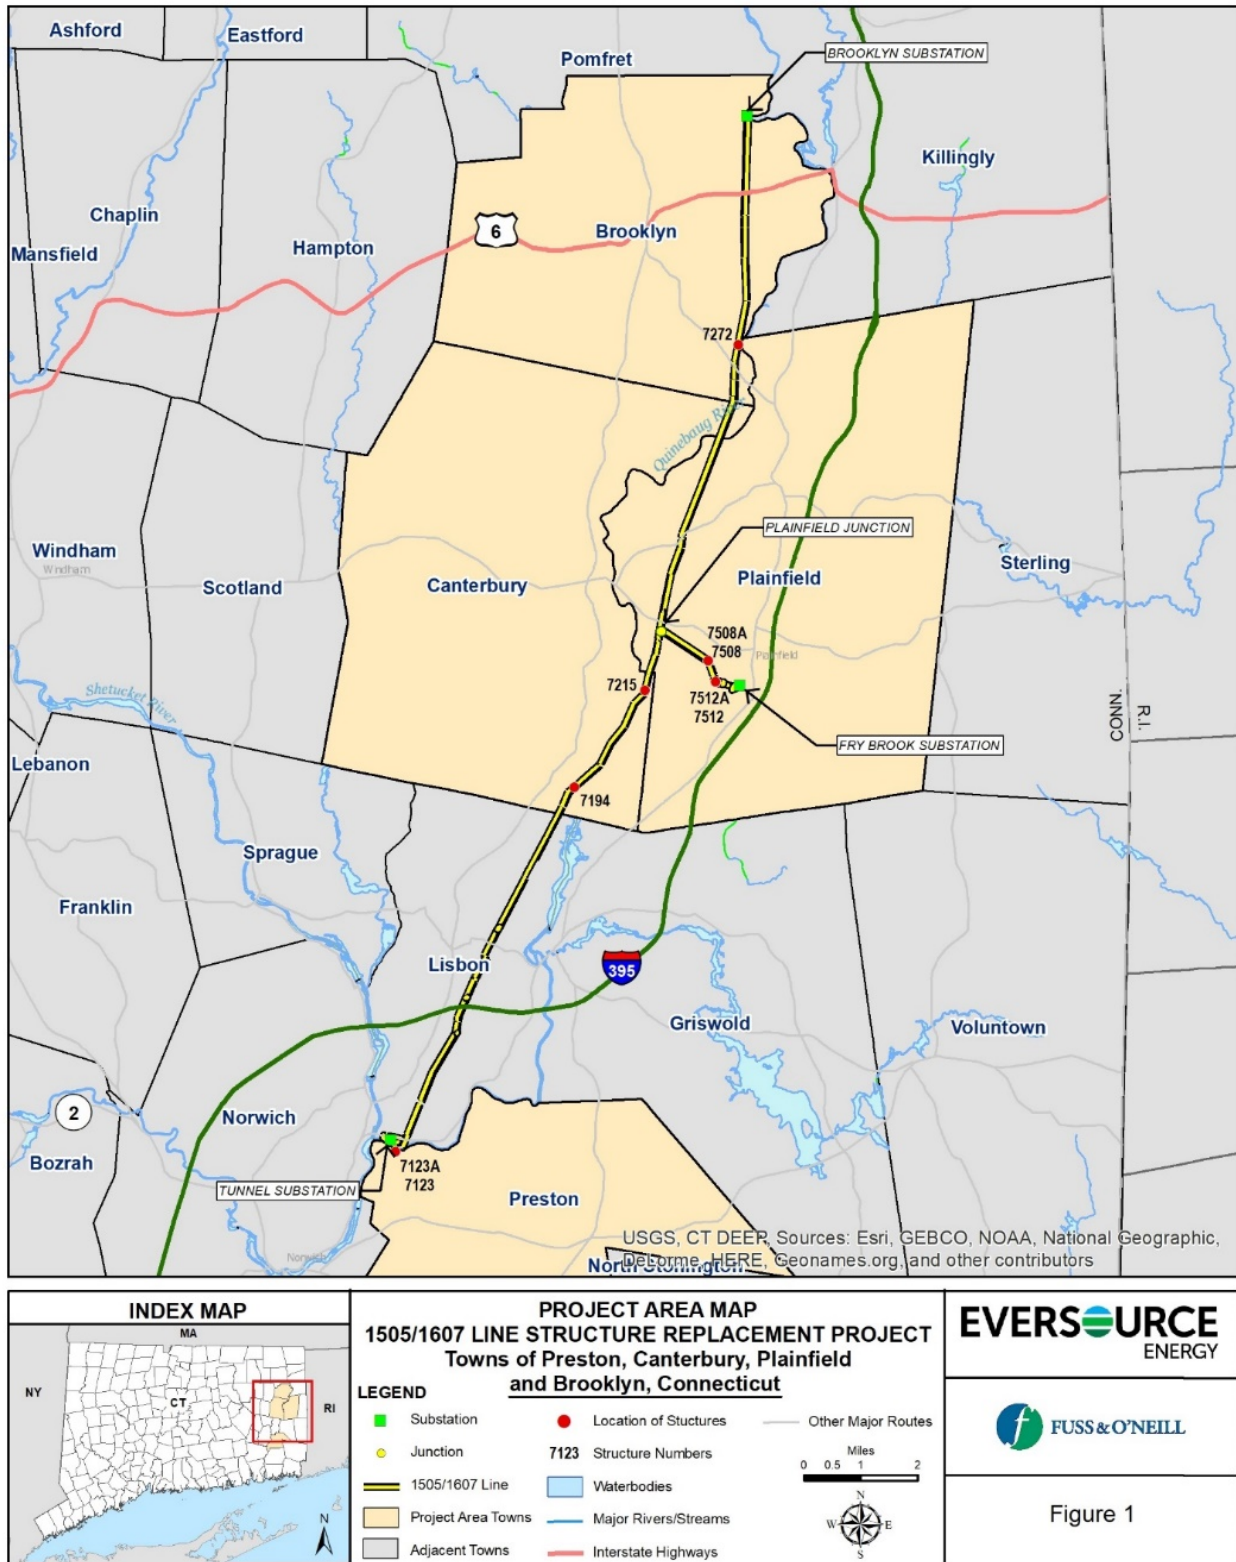 Ashford
Eastford
Pomfret
BROOKLYN SUBSTATION
Killingly
Chaplin
Mansfield
Hampton
6
Brooklyn
7272
Quinebaug River
PLAINFIELD JUNCTION
Windham
Windham
Scotland
Canterbury
Plainfield
Sterling
7508A
7508
Plainfield
Shetucket River
7215
7512A
7512
CONN.
R.I.
FRY BROOK SUBSTATION
Lebanon
7194
Sprague
Franklin
Lisbon
395
Griswold
Voluntown
2
Norwich
Bozrah
7123A
7123
TUNNEL SUBSTATION
Preston
Norwich
North Stonington
USGS, CT DEEP, Sources: Esri, GEBCO, NOAA, National Geographic,
DeLorme, HERE, Geonames.org, and other contributors
INDEX MAP
MA
NY
CT
RI
N
PROJECT AREA MAP
1505/1607 LINE STRUCTURE REPLACEMENT PROJECT
Towns of Preston, Canterbury, Plainfield
and Brooklyn, Connecticut
LEGEND
Substation
Junction
1505/1607 Line
Project Area Towns
Adjacent Towns
Location of Stuctures
7123 Structure Numbers
Waterbodies
Major Rivers/Streams
Interstate Highways
Other Major Routes
Miles
0 0.5 1 2
N
W E
S
EVERSOURCE
ENERGY
f FUSS & O'NEILL
Figure 1